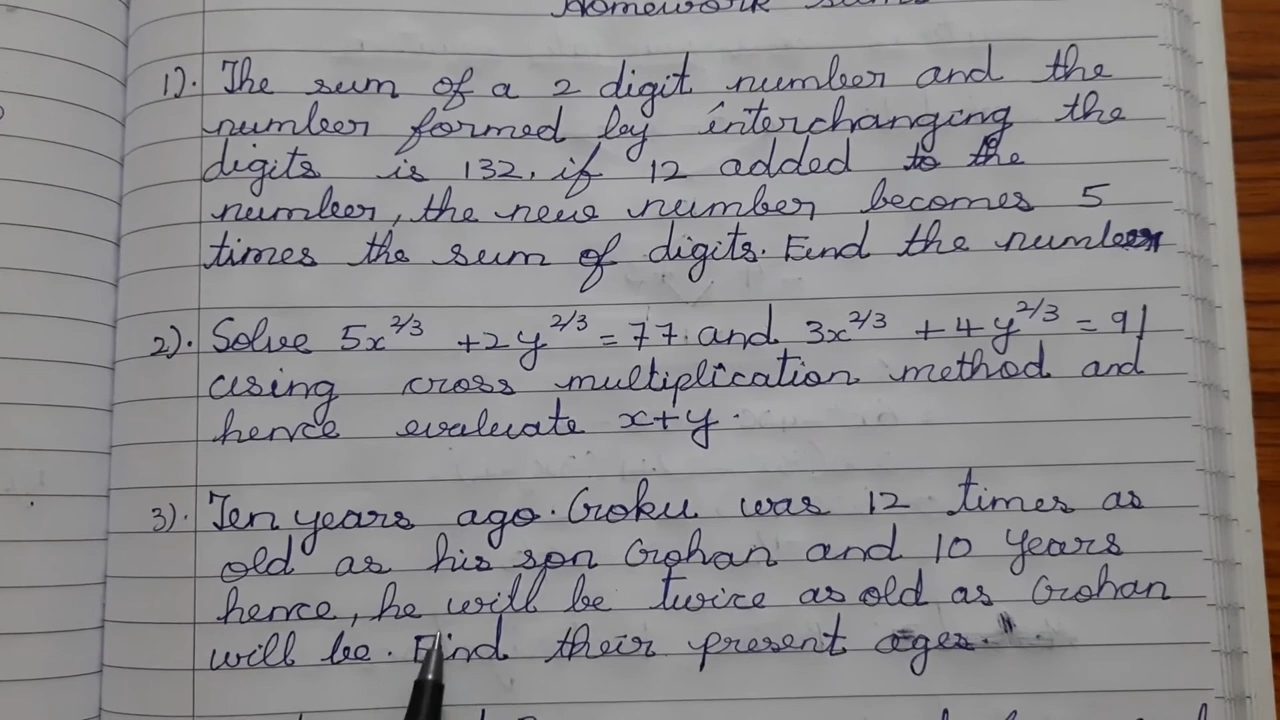 Homework
1). The sum of a 2 digit number and the
number formed by interchanging the
digits is 132, if 12 added to the
number, the new number becomes 5
times the sum of digits. Find the number
2). Solve 5x^{2/3} + 2y^{2/3} = 77. and 3x^{2/3} + 4y^{2/3} = 91
using cross multiplication method and
hence evaluate x+y.
3). Ten years ago. Goku was 12 times as
old as his son Gohan and 10 years
hence, he will be twice as old as Gohan
will be. Find their present ages.